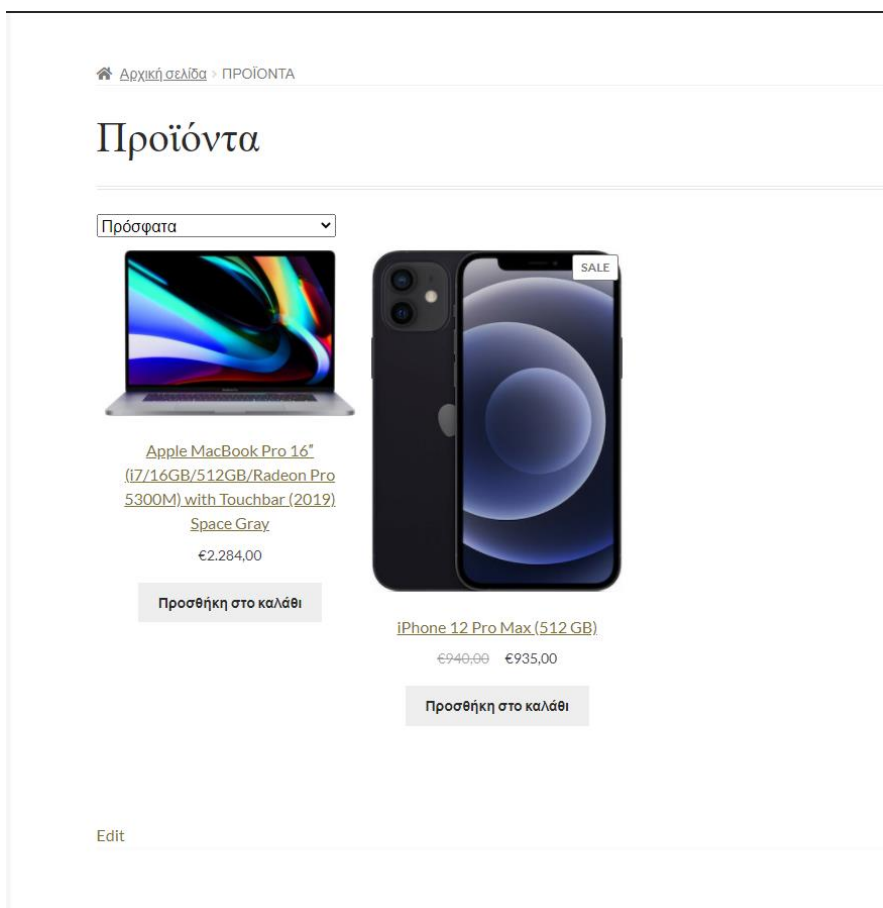 Αρχική σελίδα > ΠΡΟΪΟΝΤΑ
Προϊόντα
Πρόσφατα
SALE
Apple MacBook Pro 16”
(i7/16GB/512GB/Radeon Pro
5300M) with Touchbar (2019)
Space Gray
€2.284,00
Προσθήκη στο καλάθι
iPhone 12 Pro Max (512 GB)
€940,00 €935,00
Προσθήκη στο καλάθι
Edit